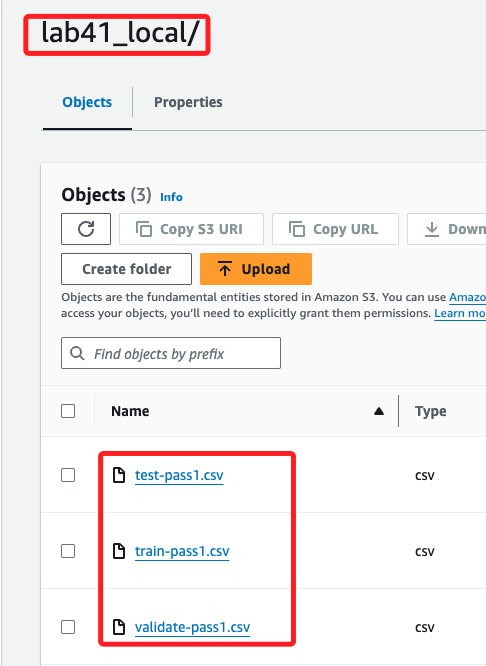 lab41_local/
Objects Properties
Objects (3) Info
Copy S3 URI Copy URL Down
Create folder Upload
Objects are the fundamental entities stored in Amazon S3. You can use Amazo
access your objects, you'll need to explicitly grant them permissions. Learn mo
Find objects by prefix
Name Type
test-pass1.csv csv
train-pass1.csv csv
validate-pass1.csv csv